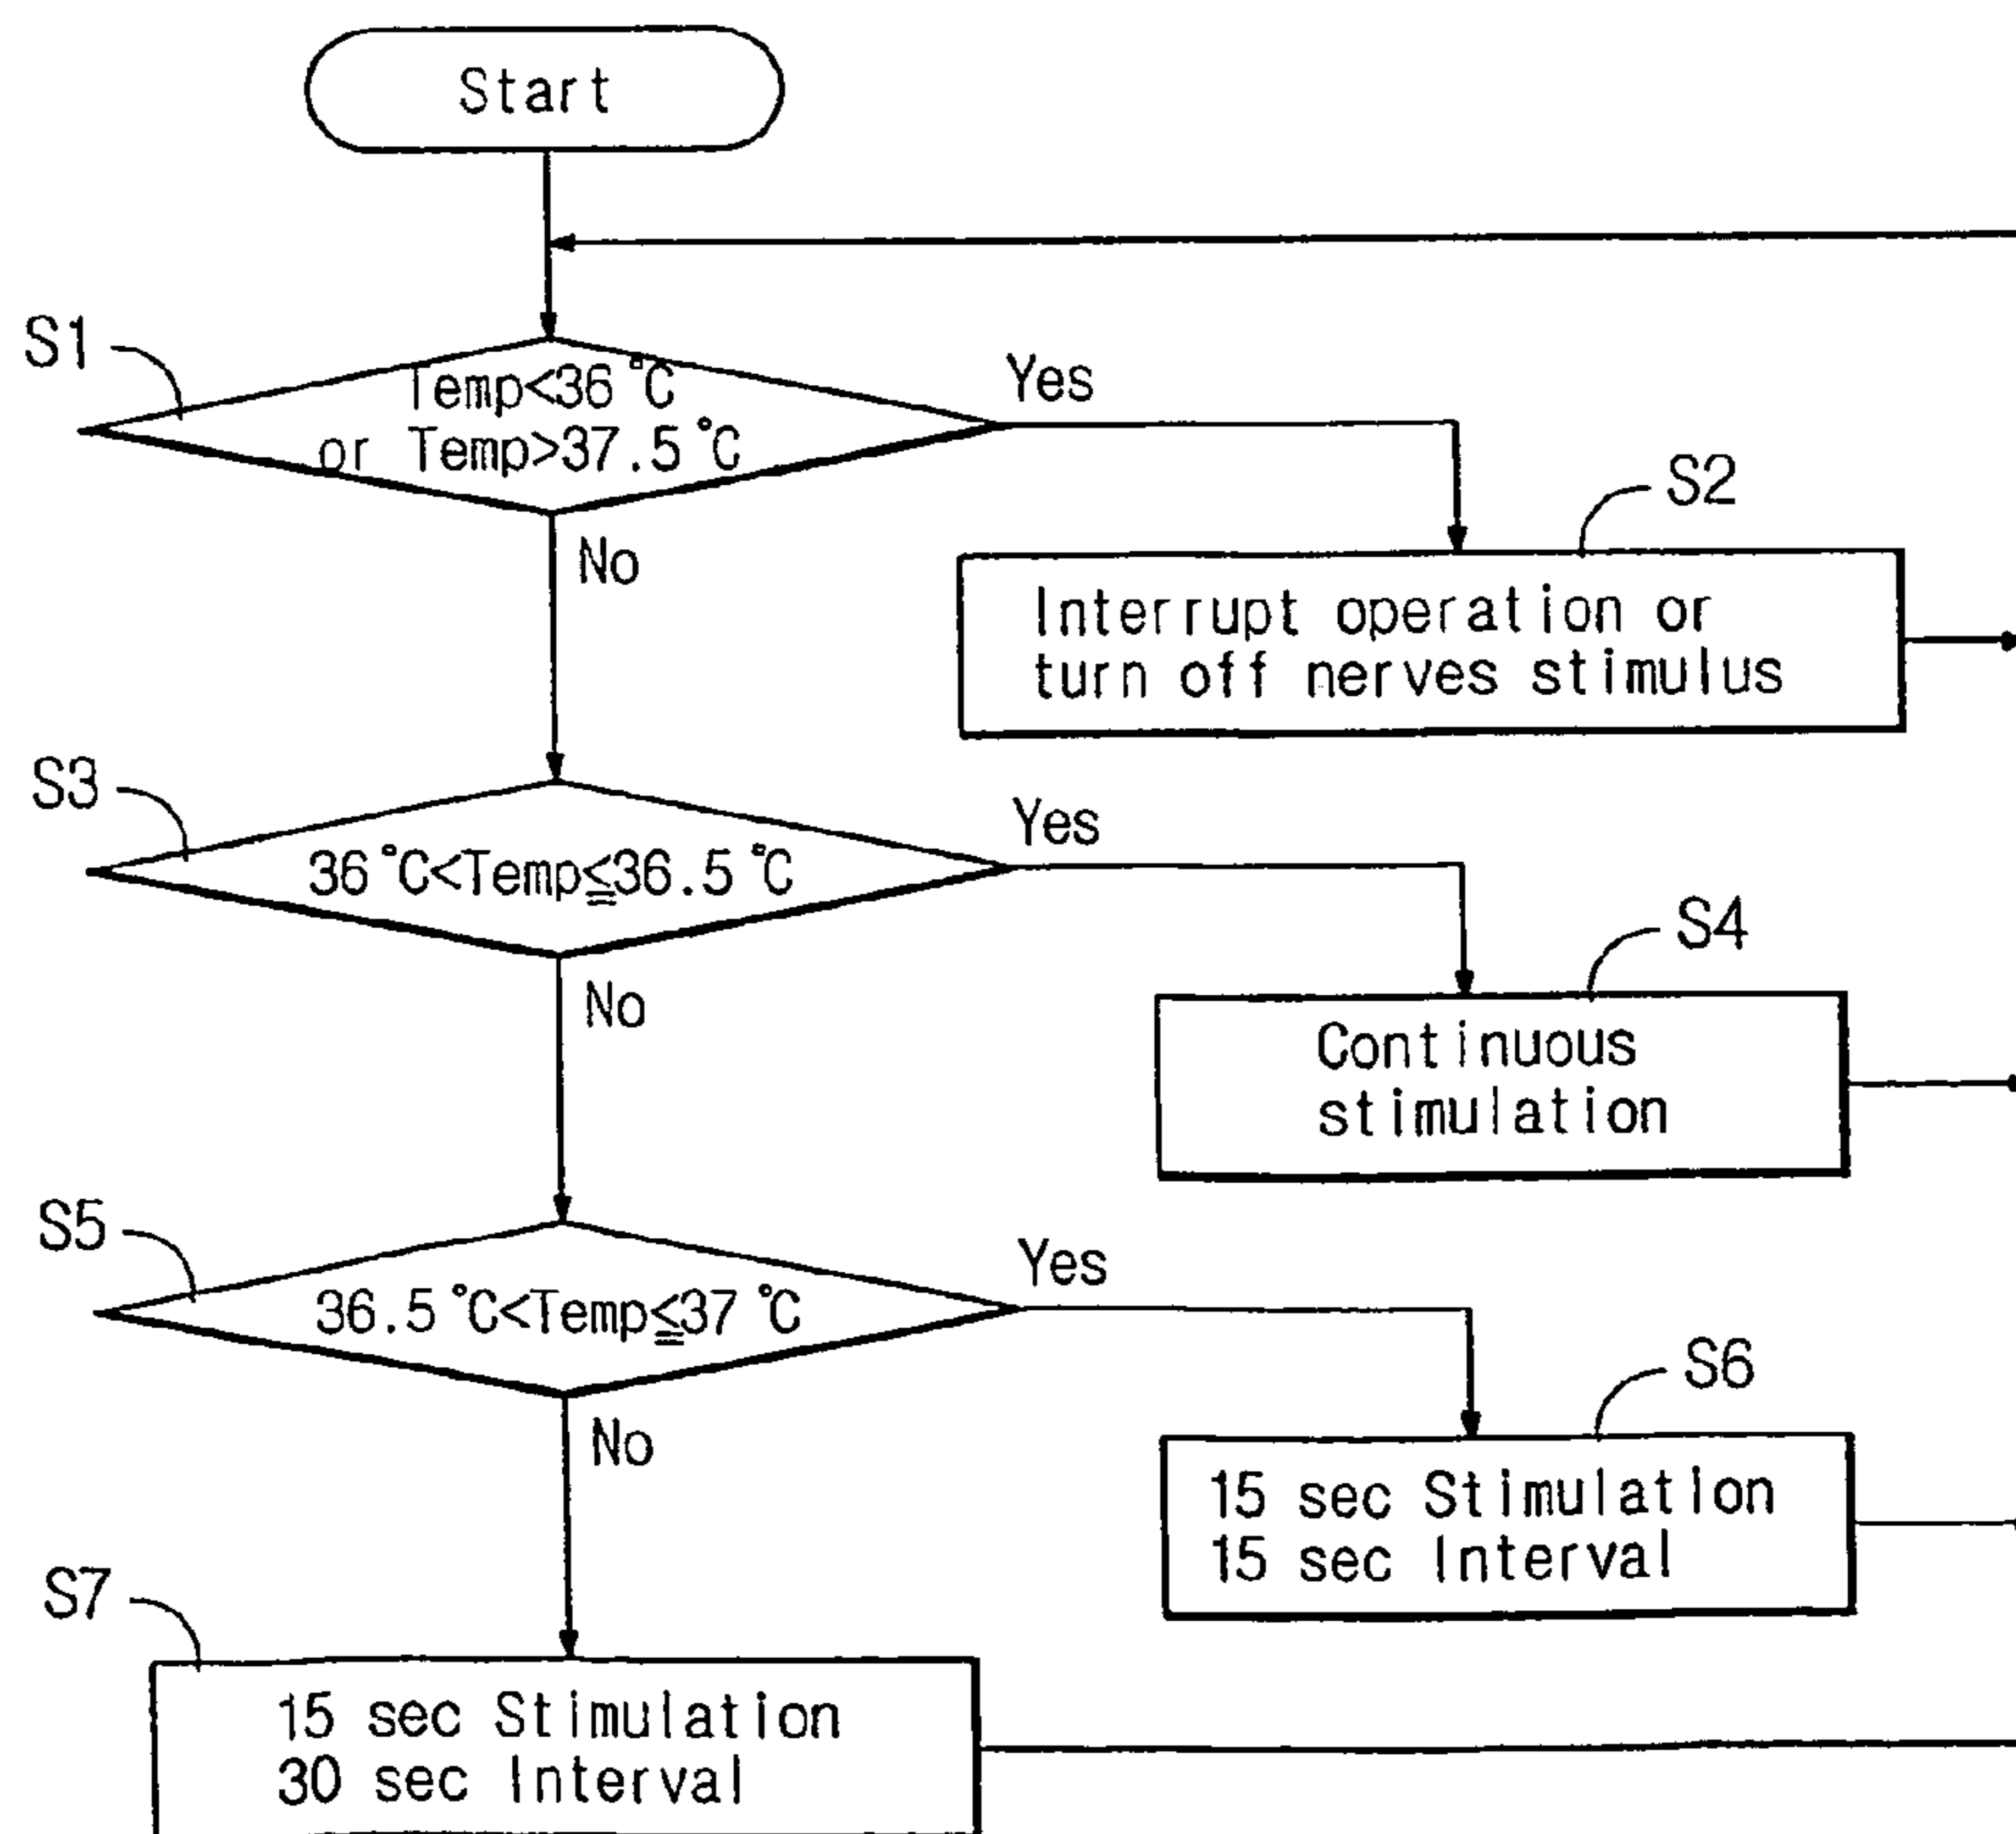 Start
S1
Temp<36℃
or Temp>37.5℃
Yes
No
S2
Interrupt operation or
turn off nerves stimulus
S3
36℃<Temp≦36.5℃
Yes
No
S4
Continuous
stimulation
S5
36.5℃<Temp≦37℃
Yes
No
S6
15 sec Stimulation
15 sec Interval
S7
15 sec Stimulation
30 sec Interval